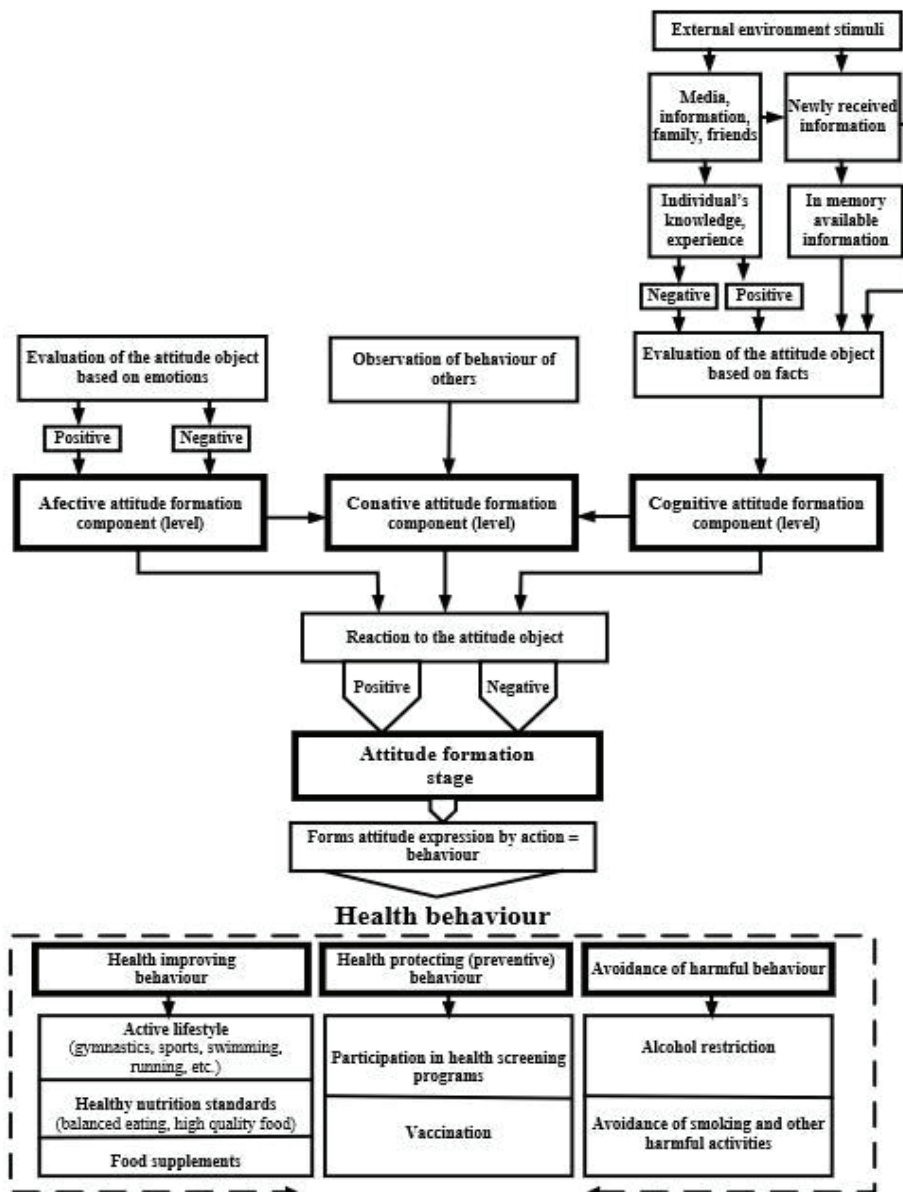 External environment stimuli
Media,
information,
family, friends
Newly received
information
Individual's
knowledge,
experience
In memory
available
information
Negative
Positive
Evaluation of the attitude object
based on emotions
Observation of behaviour of
others
Evaluation of the attitude object
based on facts
Positive
Negative
Afective attitude formation
component (level)
Conative attitude formation
component (level)
Cognitive attitude formation
component (level)
Reaction to the attitude object
Positive
Negative
Attitude formation
stage
Forms attitude expression by action =
behaviour
Health behaviour
Health improving
behaviour
Health protecting (preventive)
behaviour
Avoidance of harmful behaviour
Active lifestyle
(gymnastics, sports, swimming,
running, etc.)
Healthy nutrition standards
(balanced eating, high quality food)
Food supplements
Participation in health screening
programs
Vaccination
Alcohol restriction
Avoidance of smoking and other
harmful activities